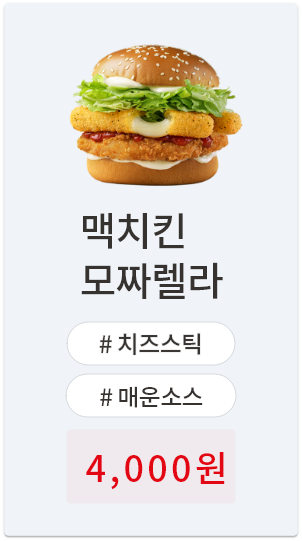 맥치킨
모짜렐라
# 치즈스틱
# 매운소스
4,000원